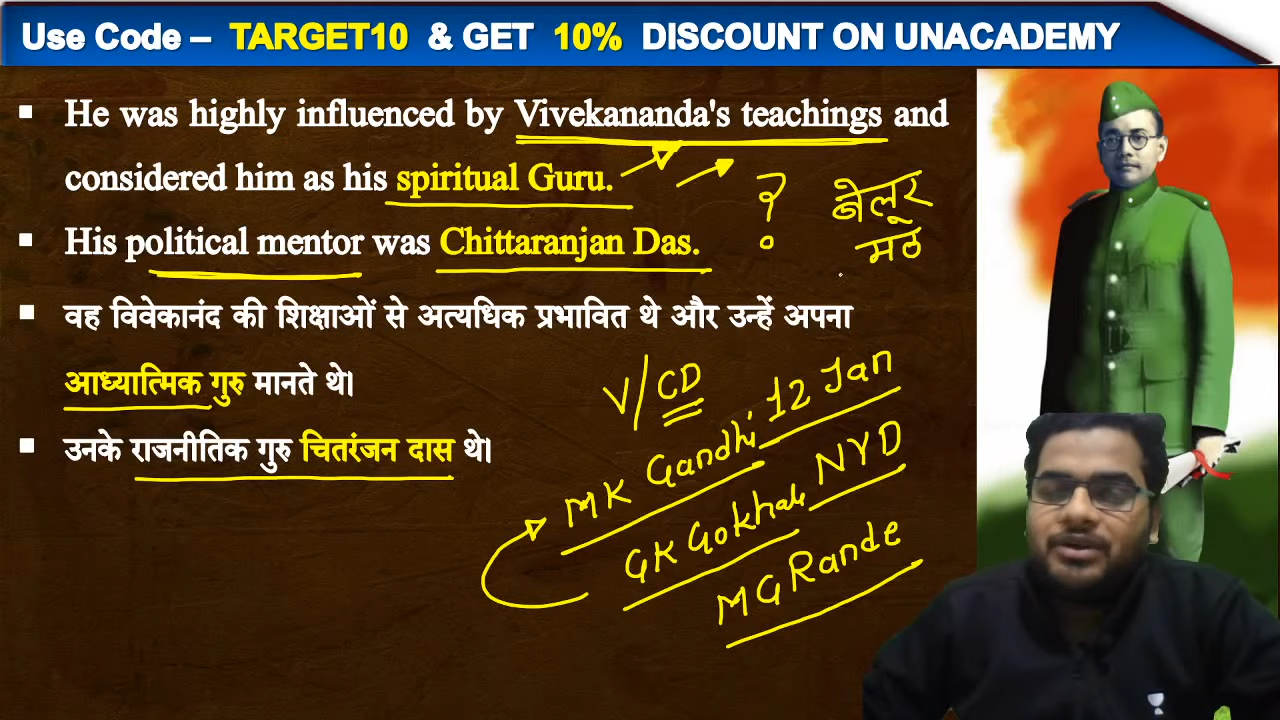 Use Code – TARGET10 & GET 10% DISCOUNT ON UNACADEMY
▪ He was highly influenced by Vivekananda's teachings and
considered him as his spiritual Guru.
▪ His political mentor was Chittaranjan Das.
▪ वह विवेकानंद की शिक्षाओं से अत्यधिक प्रभावित थे और उन्हें अपना
आध्यात्मिक गुरु मानते थे।
▪ उनके राजनीतिक गुरु चितरंजन दास थे।
?
बेलूर
मठ
V/CD
12 Jan
MK Gandhi
NYD
GK Gokhale
MG Rande